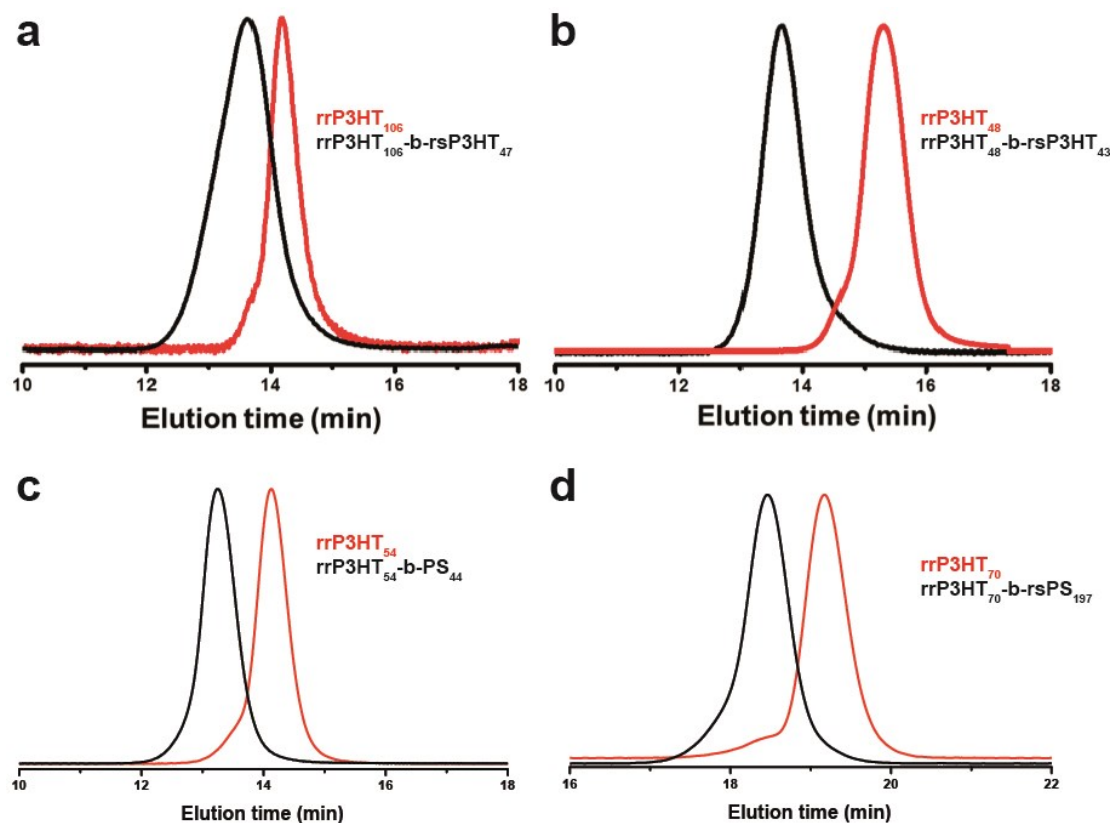 a
rrP3HT106
rrP3HT106-b-rsP3HT47
10 12 14 16 18
Elution time (min)
b
rrP3HT48
rrP3HT48-b-rsP3HT43
10 12 14 16 18
Elution time (min)
c
rrP3HT54
rrP3HT54-b-PS44
10 12 14 16 18
Elution time (min)
d
rrP3HT70
rrP3HT70-b-rsPS197
16 18 20 22
Elution time (min)